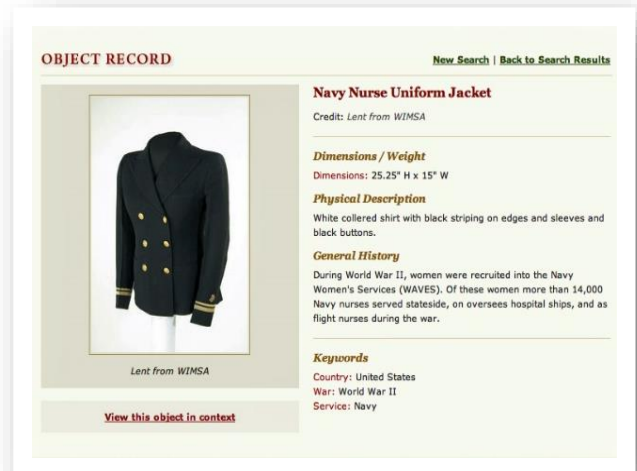 OBJECT RECORD
New Search | Back to Search Results
Lent from WIMSA
View this object in context
Navy Nurse Uniform Jacket
Credit: Lent from WIMSA
Dimensions / Weight
Dimensions: 25.25" H x 15" W
Physical Description
White collered shirt with black striping on edges and sleeves and
black buttons.
General History
During World War II, women were recruited into the Navy
Women's Services (WAVES). Of these women more than 14,000
Navy nurses served stateside, on oversees hospital ships, and as
flight nurses during the war.
Keywords
Country: United States
War: World War II
Service: Navy